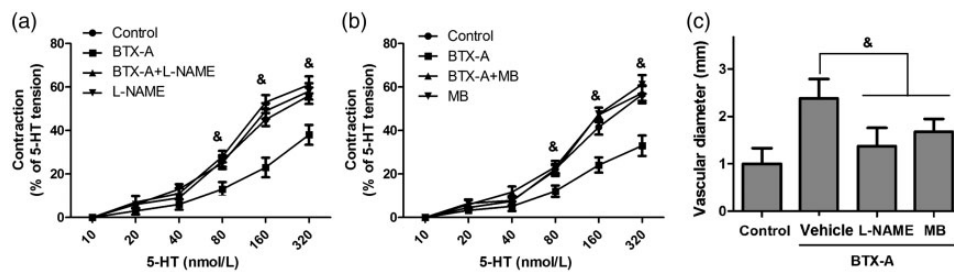 (a)
Control
BTX-A
BTX-A+L-NAME
L-NAME
Contraction
(% of 5-HT tension)
80
60
40
20
0
&
&
&
10
20
40
80
160
320
5-HT (nmol/L)
(b)
Control
BTX-A
BTX-A+MB
MB
Contraction
(% of 5-HT tension)
80
60
40
20
0
&
&
&
10
20
40
80
160
320
5-HT (nmol/L)
(c)
Vascular diameter (mm)
3
2
1
0
&
Control Vehicle L-NAME MB
BTX-A